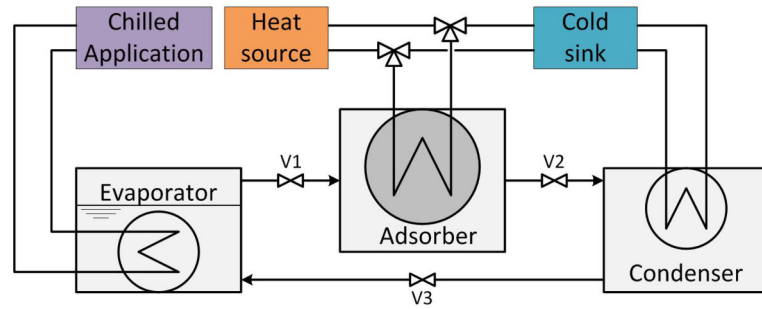 Chilled
Application
Heat
source
Cold
sink
V1
V2
Evaporator
Adsorber
Condenser
V3